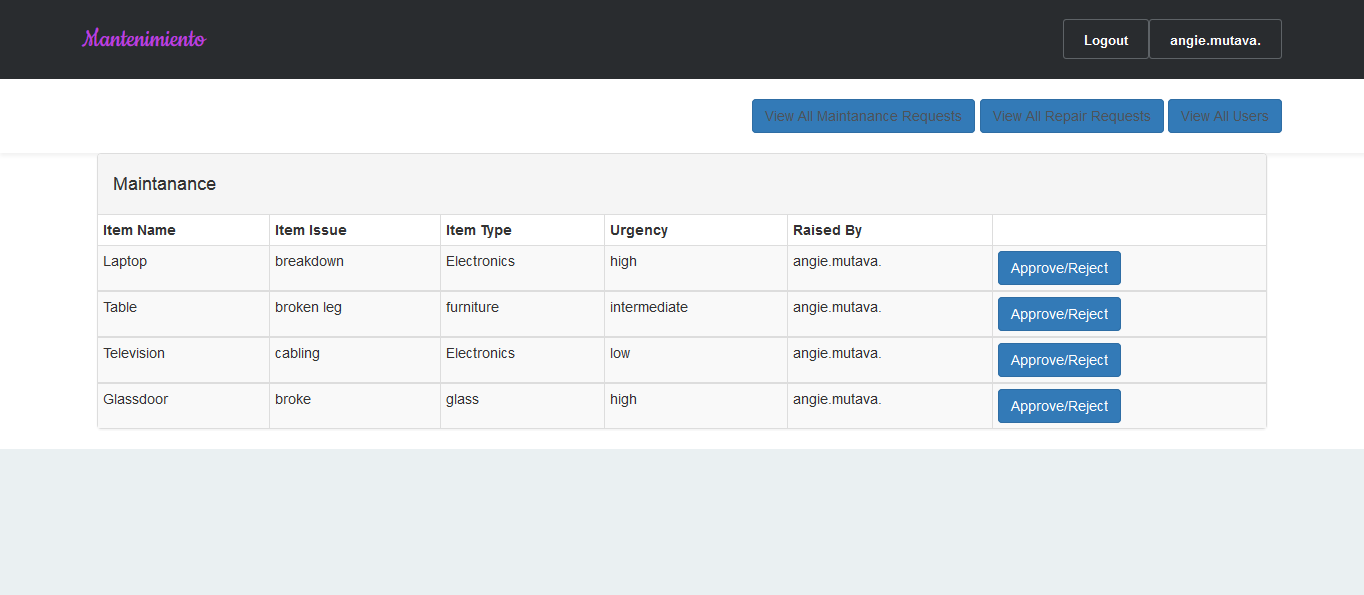 Mantenimiento Logout angie.mutava.
View All Maintanance Requests View All Repair Requests View All Users
Maintanance
Item Name Item Issue Item Type Urgency Raised By
Laptop breakdown Electronics high angie.mutava. Approve/Reject
Table broken leg furniture intermediate angie.mutava. Approve/Reject
Television cabling Electronics low angie.mutava. Approve/Reject
Glassdoor broke glass high angie.mutava. Approve/Reject